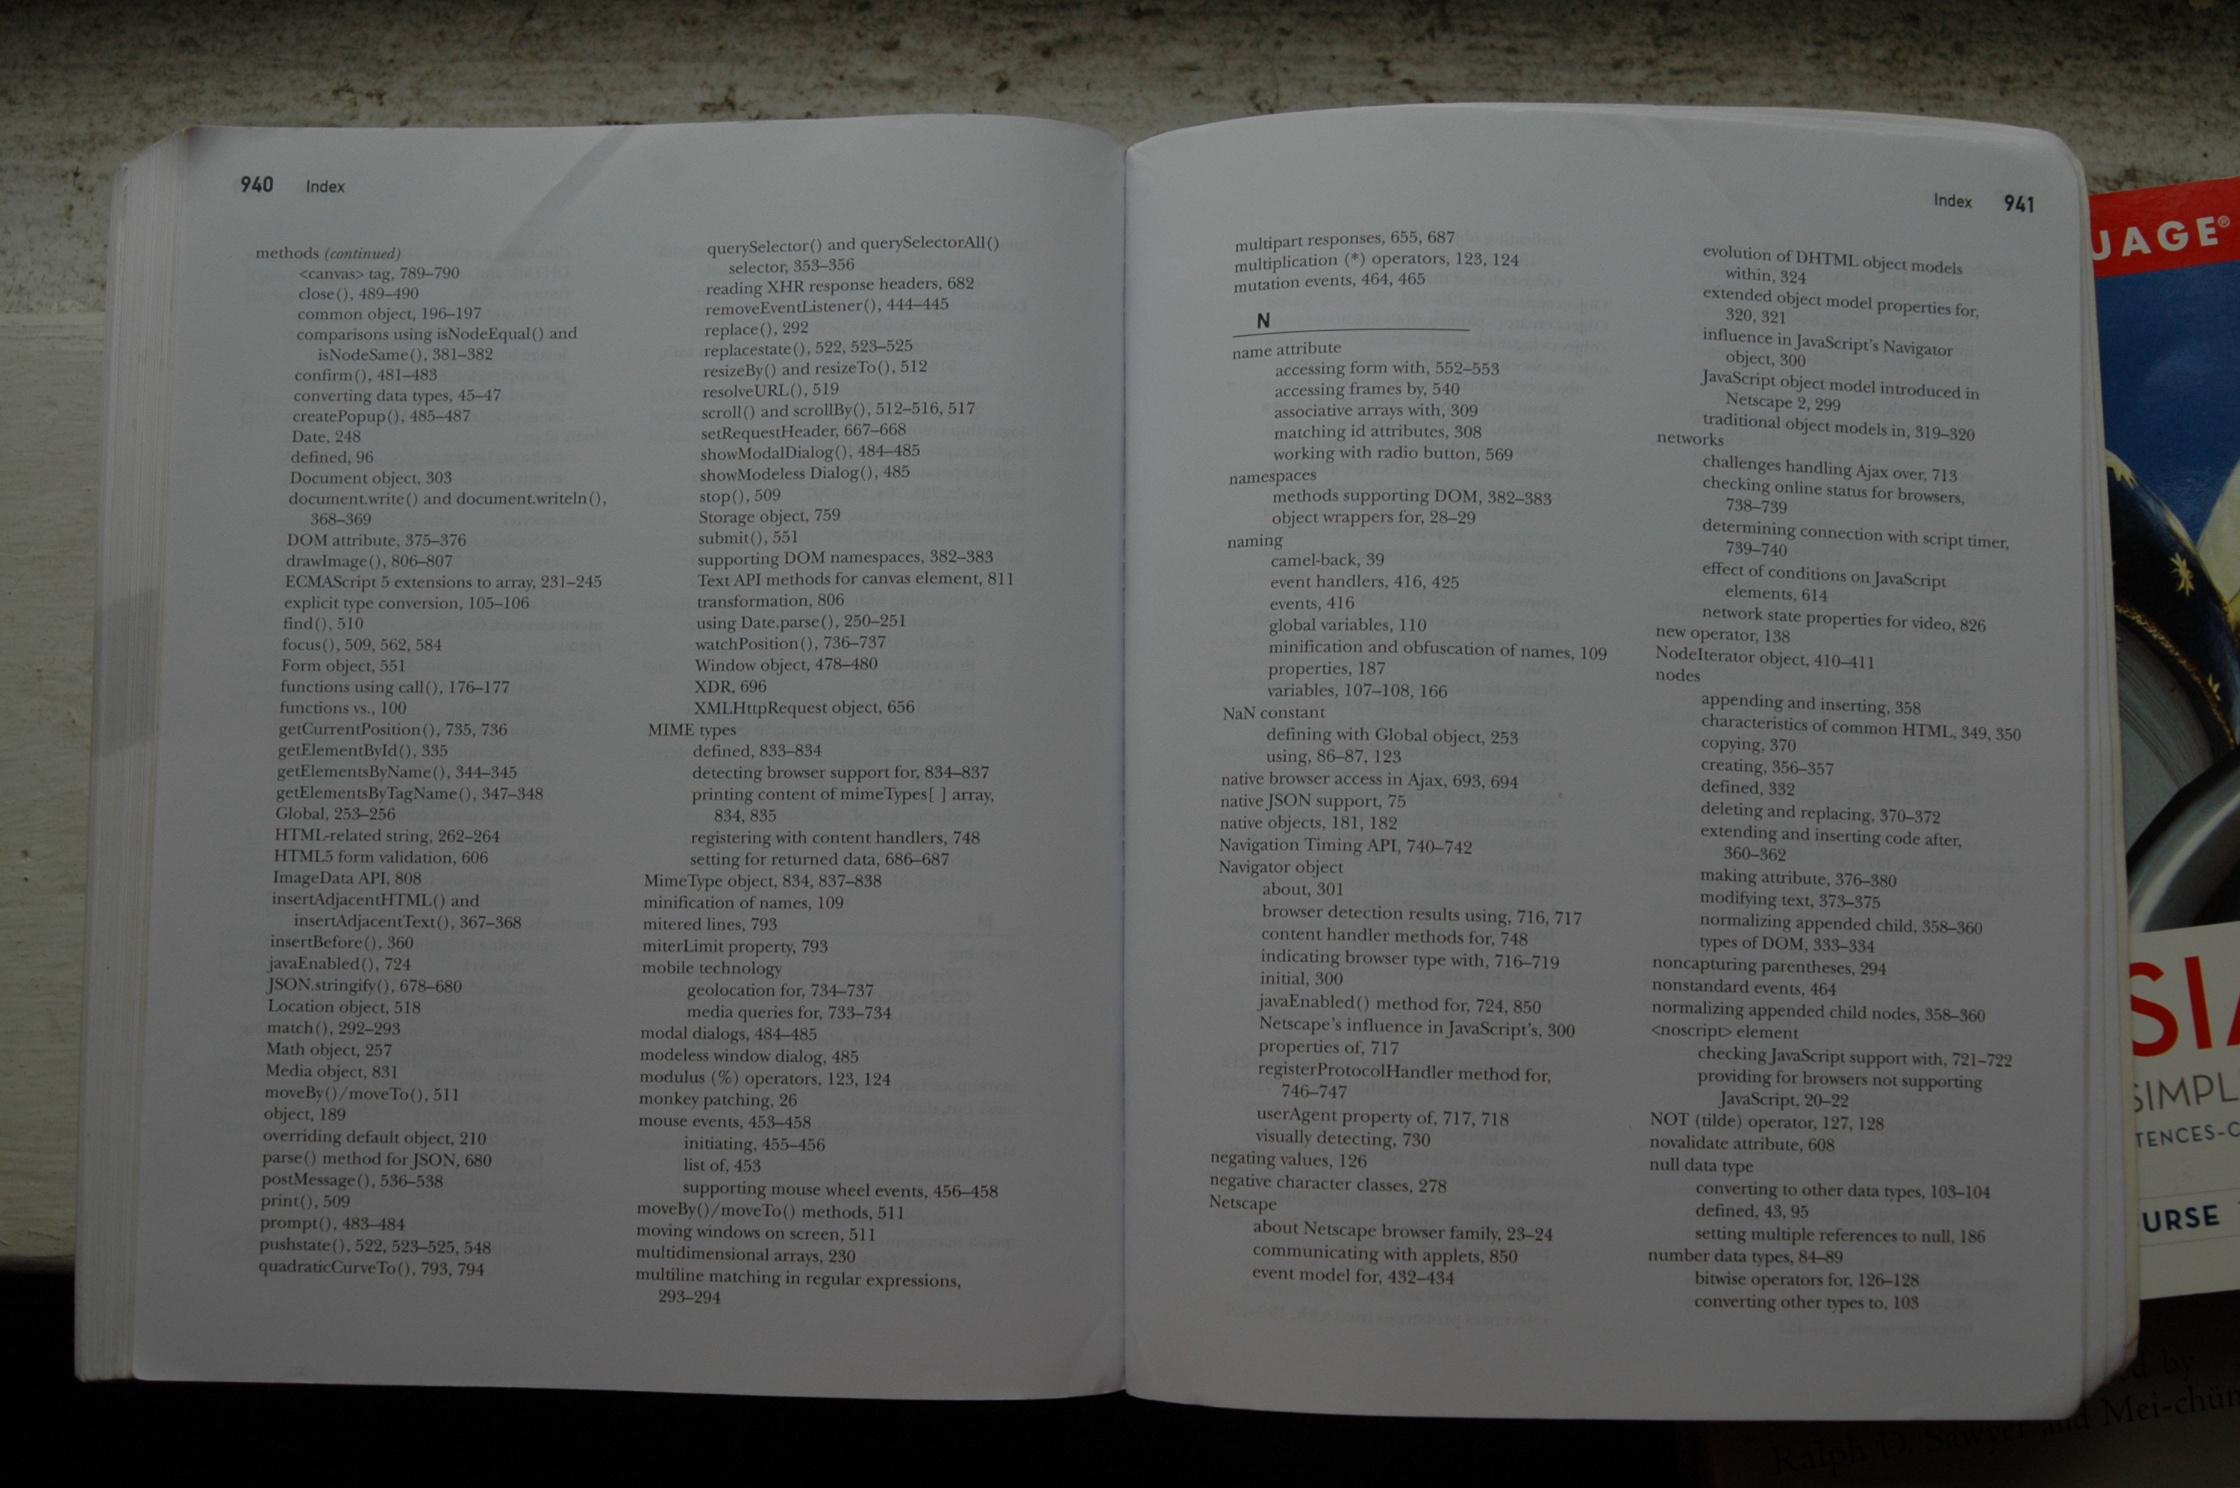 940 Index
methods (continued)
<canvas> tag, 789–790
close(), 489–490
common object, 196–197
comparisons using isNodeEqual() and
isNodeSame(), 381–382
confirm(), 481–483
converting data types, 45–47
createPopup(), 485–487
Date, 248
defined, 96
Document object, 303
document.write() and document.writeln(),
368–369
DOM attribute, 375–376
drawImage(), 806–807
ECMAScript 5 extensions to array, 231–245
explicit type conversion, 105–106
find(), 510
focus(), 509, 562, 584
Form object, 551
functions using call(), 176–177
functions vs., 100
getCurrentPosition(), 735, 736
getElementById(), 335
getElementsByName(), 344–345
getElementsByTagName(), 347–348
Global, 253–256
HTML-related string, 262–264
HTML5 form validation, 606
ImageData API, 808
insertAdjacentHTML() and
insertAdjacentText(), 367–368
insertBefore(), 360
javaEnabled(), 724
JSON.stringify(), 678–680
Location object, 518
match(), 292–293
Math object, 257
Media object, 831
moveBy()/moveTo(), 511
object, 189
overriding default object, 210
parse() method for JSON, 680
postMessage(), 536–538
print(), 509
prompt(), 483–484
pushstate(), 522, 523–525, 548
quadraticCurveTo(), 793, 794
querySelector() and querySelectorAll()
selector, 353–356
reading XHR response headers, 682
removeEventListener(), 444–445
replace(), 292
replacestate(), 522, 523–525
resizeBy() and resizeTo(), 512
resolveURL(), 519
scroll() and scrollBy(), 512–516, 517
setRequestHeader, 667–668
showModalDialog(), 484–485
showModeless Dialog(), 485
stop(), 509
Storage object, 759
submit(), 551
supporting DOM namespaces, 382–383
Text API methods for canvas element, 811
transformation, 806
using Date.parse(), 250–251
watchPosition(), 736–737
Window object, 478–480
XDR, 696
XMLHttpRequest object, 656
MIME types
defined, 833–834
detecting browser support for, 834–837
printing content of mimeTypes[ ] array,
834, 835
registering with content handlers, 748
setting for returned data, 686–687
MimeType object, 834, 837–838
minification of names, 109
mitered lines, 793
miterLimit property, 793
mobile technology
geolocation for, 734–737
media queries for, 733–734
modal dialogs, 484–485
modeless window dialog, 485
modulus (%) operators, 123, 124
monkey patching, 26
mouse events, 453–458
initiating, 455–456
list of, 453
supporting mouse wheel events, 456–458
moveBy()/moveTo() methods, 511
moving windows on screen, 511
multidimensional arrays, 230
multiline matching in regular expressions,
293–294
Index 941
multipart responses, 655, 687
multiplication (*) operators, 123, 124
mutation events, 464, 465
N
name attribute
accessing form with, 552–553
accessing frames by, 540
associative arrays with, 309
matching id attributes, 308
working with radio button, 569
namespaces
methods supporting DOM, 382–383
object wrappers for, 28–29
naming
camel-back, 39
event handlers, 416, 425
events, 416
global variables, 110
minification and obfuscation of names, 109
properties, 187
variables, 107–108, 166
NaN constant
defining with Global object, 253
using, 86–87, 123
native browser access in Ajax, 693, 694
native JSON support, 75
native objects, 181, 182
Navigation Timing API, 740–742
Navigator object
about, 301
browser detection results using, 716, 717
content handler methods for, 748
indicating browser type with, 716–719
initial, 300
javaEnabled() method for, 724, 850
Netscape's influence in JavaScript's, 300
properties of, 717
registerProtocolHandler method for,
746–747
userAgent property of, 717, 718
visually detecting, 730
negating values, 126
negative character classes, 278
Netscape
about Netscape browser family, 23–24
communicating with applets, 850
event model for, 432–434
evolution of DHTML object models
within, 324
extended object model properties for,
320, 321
influence in JavaScript's Navigator
object, 300
JavaScript object model introduced in
Netscape 2, 299
traditional object models in, 319–320
networks
challenges handling Ajax over, 713
checking online status for browsers,
738–739
determining connection with script timer,
739–740
effect of conditions on JavaScript
elements, 614
network state properties for video, 826
new operator, 138
NodeIterator object, 410–411
nodes
appending and inserting, 358
characteristics of common HTML, 349, 350
copying, 370
creating, 356–357
defined, 332
deleting and replacing, 370–372
extending and inserting code after,
360–362
making attribute, 376–380
modifying text, 373–375
normalizing appended child, 358–360
types of DOM, 333–334
noncapturing parentheses, 294
nonstandard events, 464
normalizing appended child nodes, 358–360
<noscript> element
checking JavaScript support with, 721–722
providing for browsers not supporting
JavaScript, 20–22
NOT (tilde) operator, 127, 128
novalidate attribute, 608
null data type
converting to other data types, 103–104
defined, 43, 95
setting multiple references to null, 186
number data types, 84–89
bitwise operators for, 126–128
converting other types to, 103
UAGE®
SIA
SIMPL
TENCES-C
URSE
ed by
Ralph D. Sawyer and Mei-chün